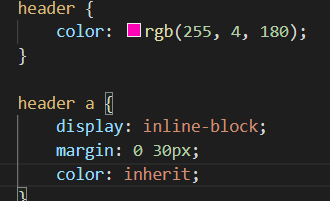 header {
    color: rgb(255, 4, 180);
}

header a {
    display: inline-block;
    margin: 0 30px;
    color: inherit;
}